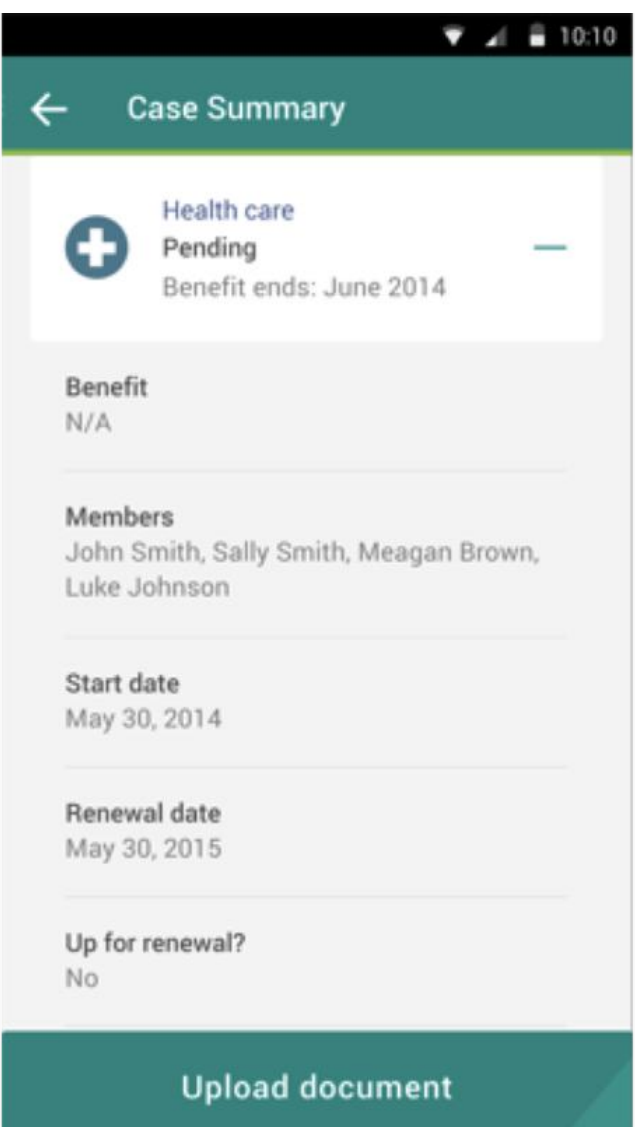 10:10
Case Summary
Health care
Pending
Benefit ends: June 2014
Benefit
N/A
Members
John Smith, Sally Smith, Meagan Brown,
Luke Johnson
Start date
May 30, 2014
Renewal date
May 30, 2015
Up for renewal?
No
Upload document